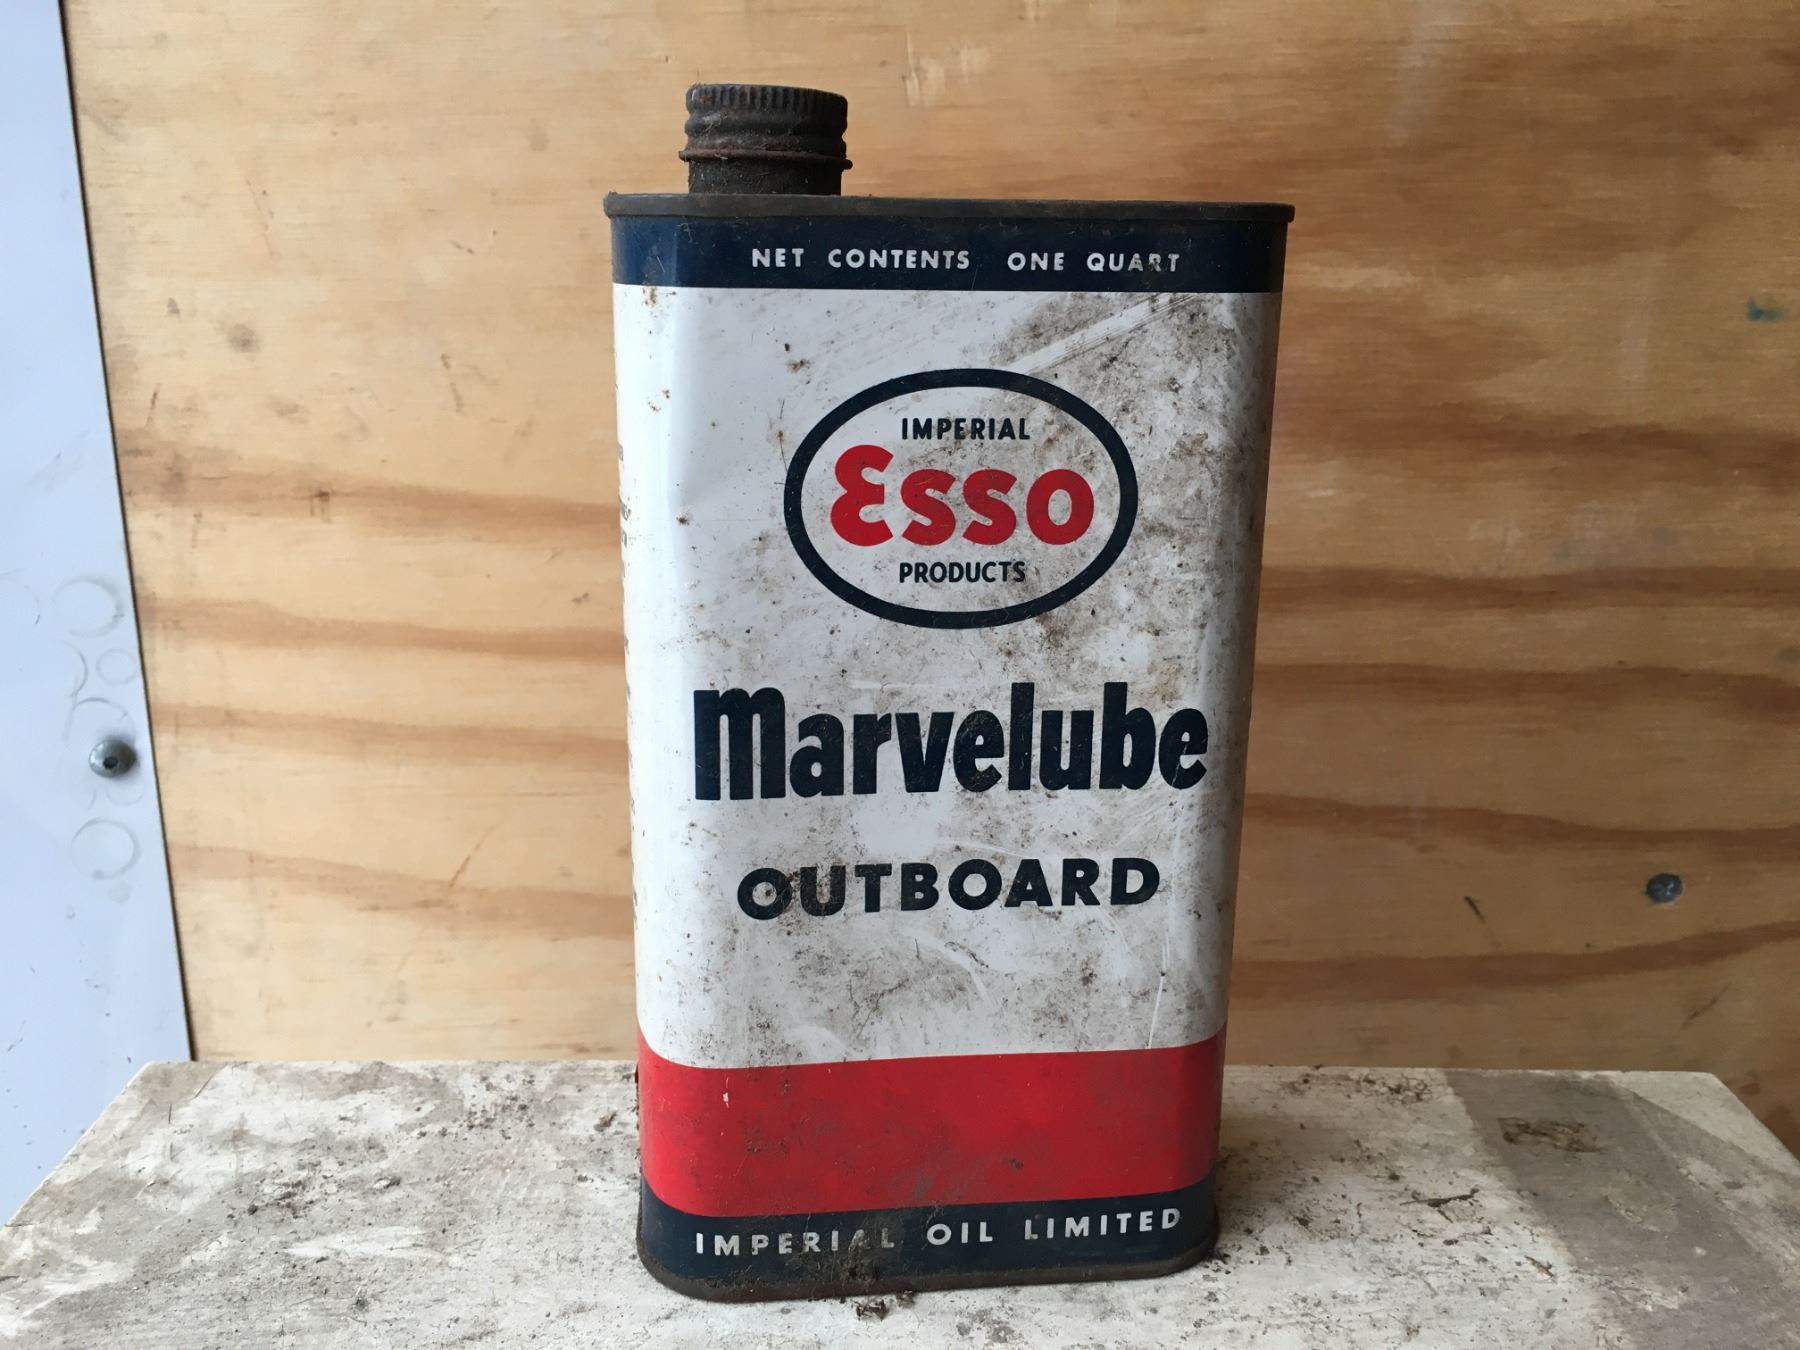 NET CONTENTS ONE QUART
IMPERIAL
Esso
PRODUCTS
Marvelube
OUTBOARD
IMPERIAL OIL LIMITED